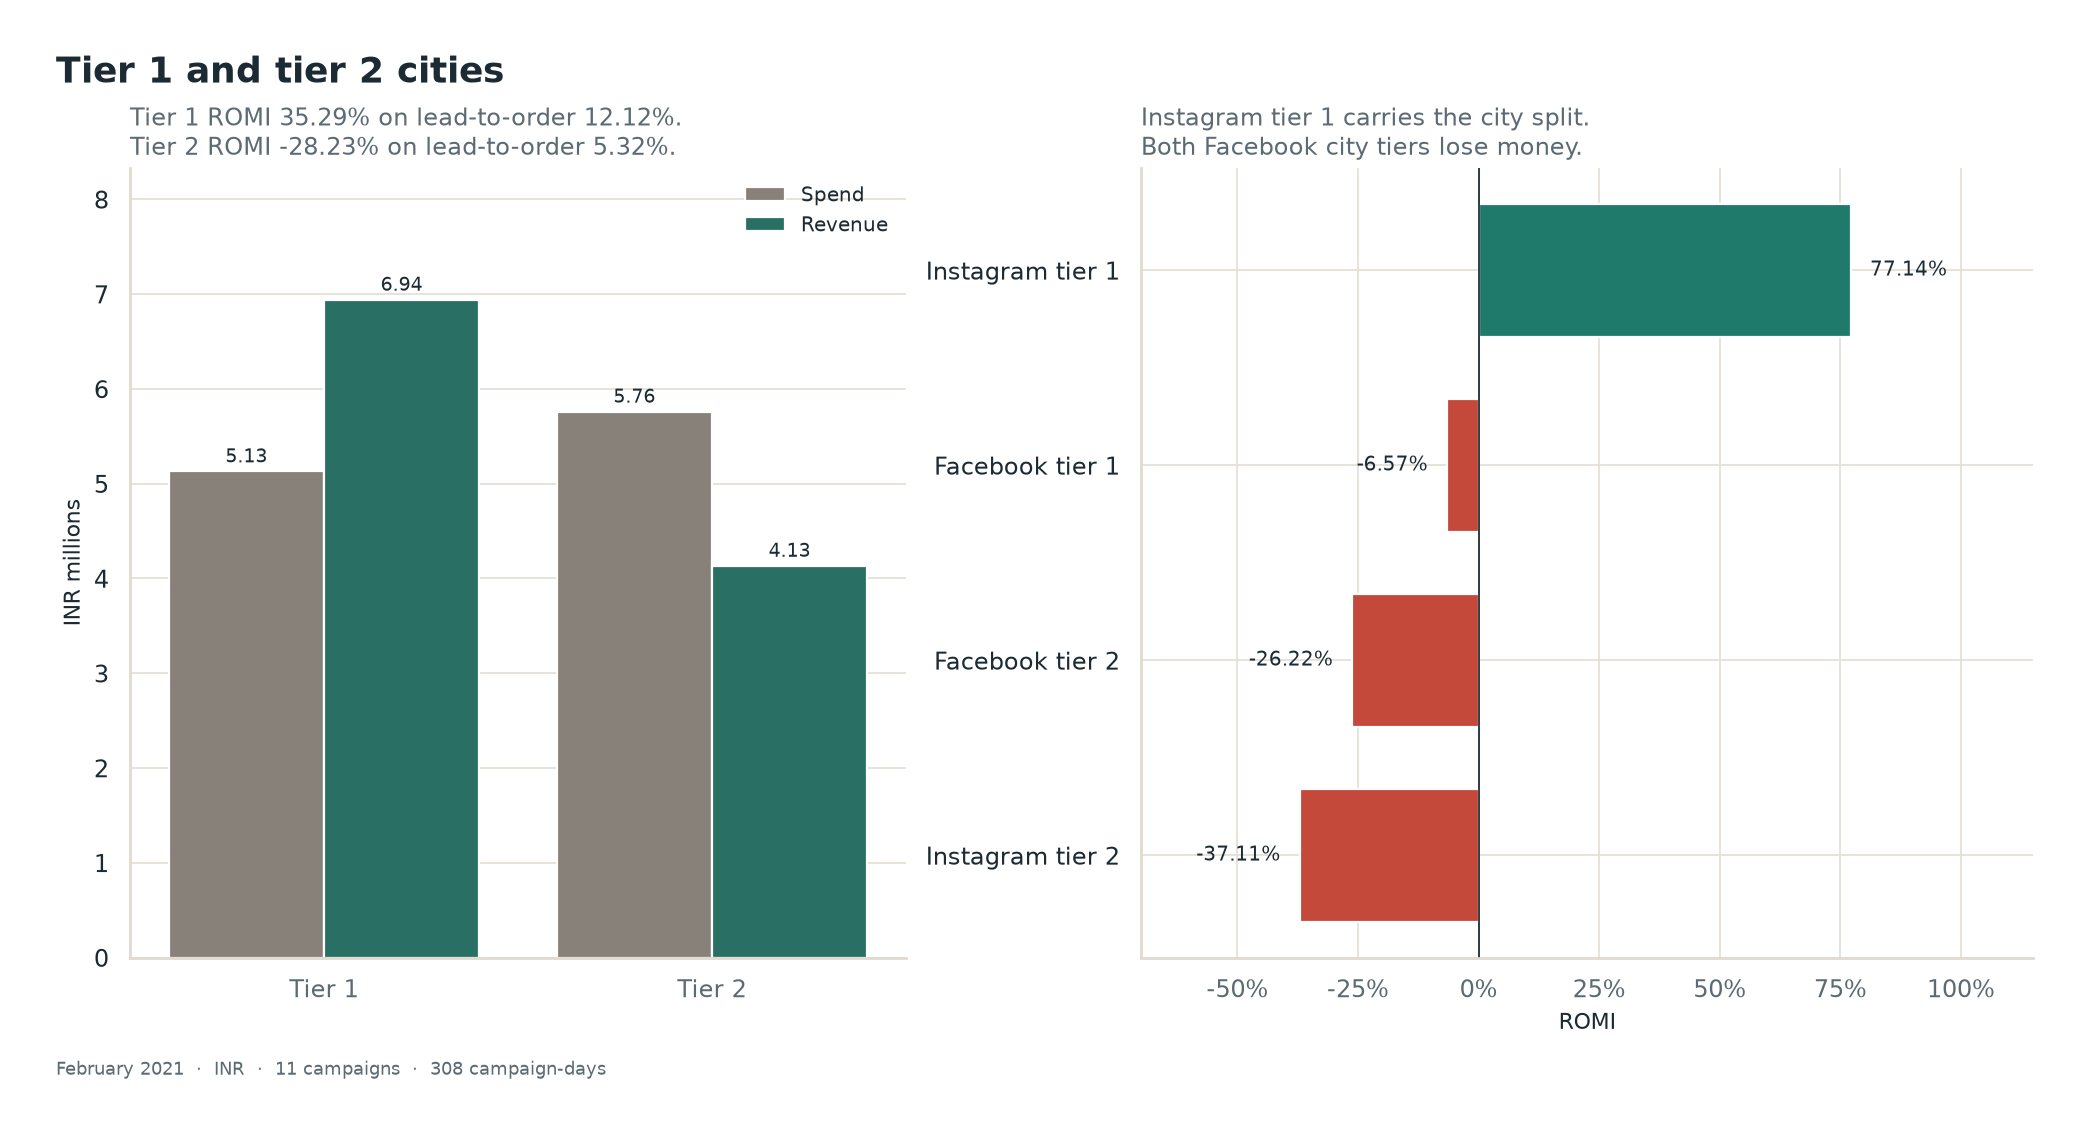 Tier 1 and tier 2 cities
Tier 1 ROMI 35.29% on lead-to-order 12.12%.
Tier 2 ROMI -28.23% on lead-to-order 5.32%.
Spend
Revenue
INR millions
8
7
6
5
4
3
2
1
0
5.13
6.94
5.76
4.13
Tier 1
Tier 2
Instagram tier 1 carries the city split.
Both Facebook city tiers lose money.
Instagram tier 1
77.14%
Facebook tier 1
-6.57%
Facebook tier 2
-26.22%
Instagram tier 2
-37.11%
-50%
-25%
0%
25%
50%
75%
100%
ROMI
February 2021 · INR · 11 campaigns · 308 campaign-days